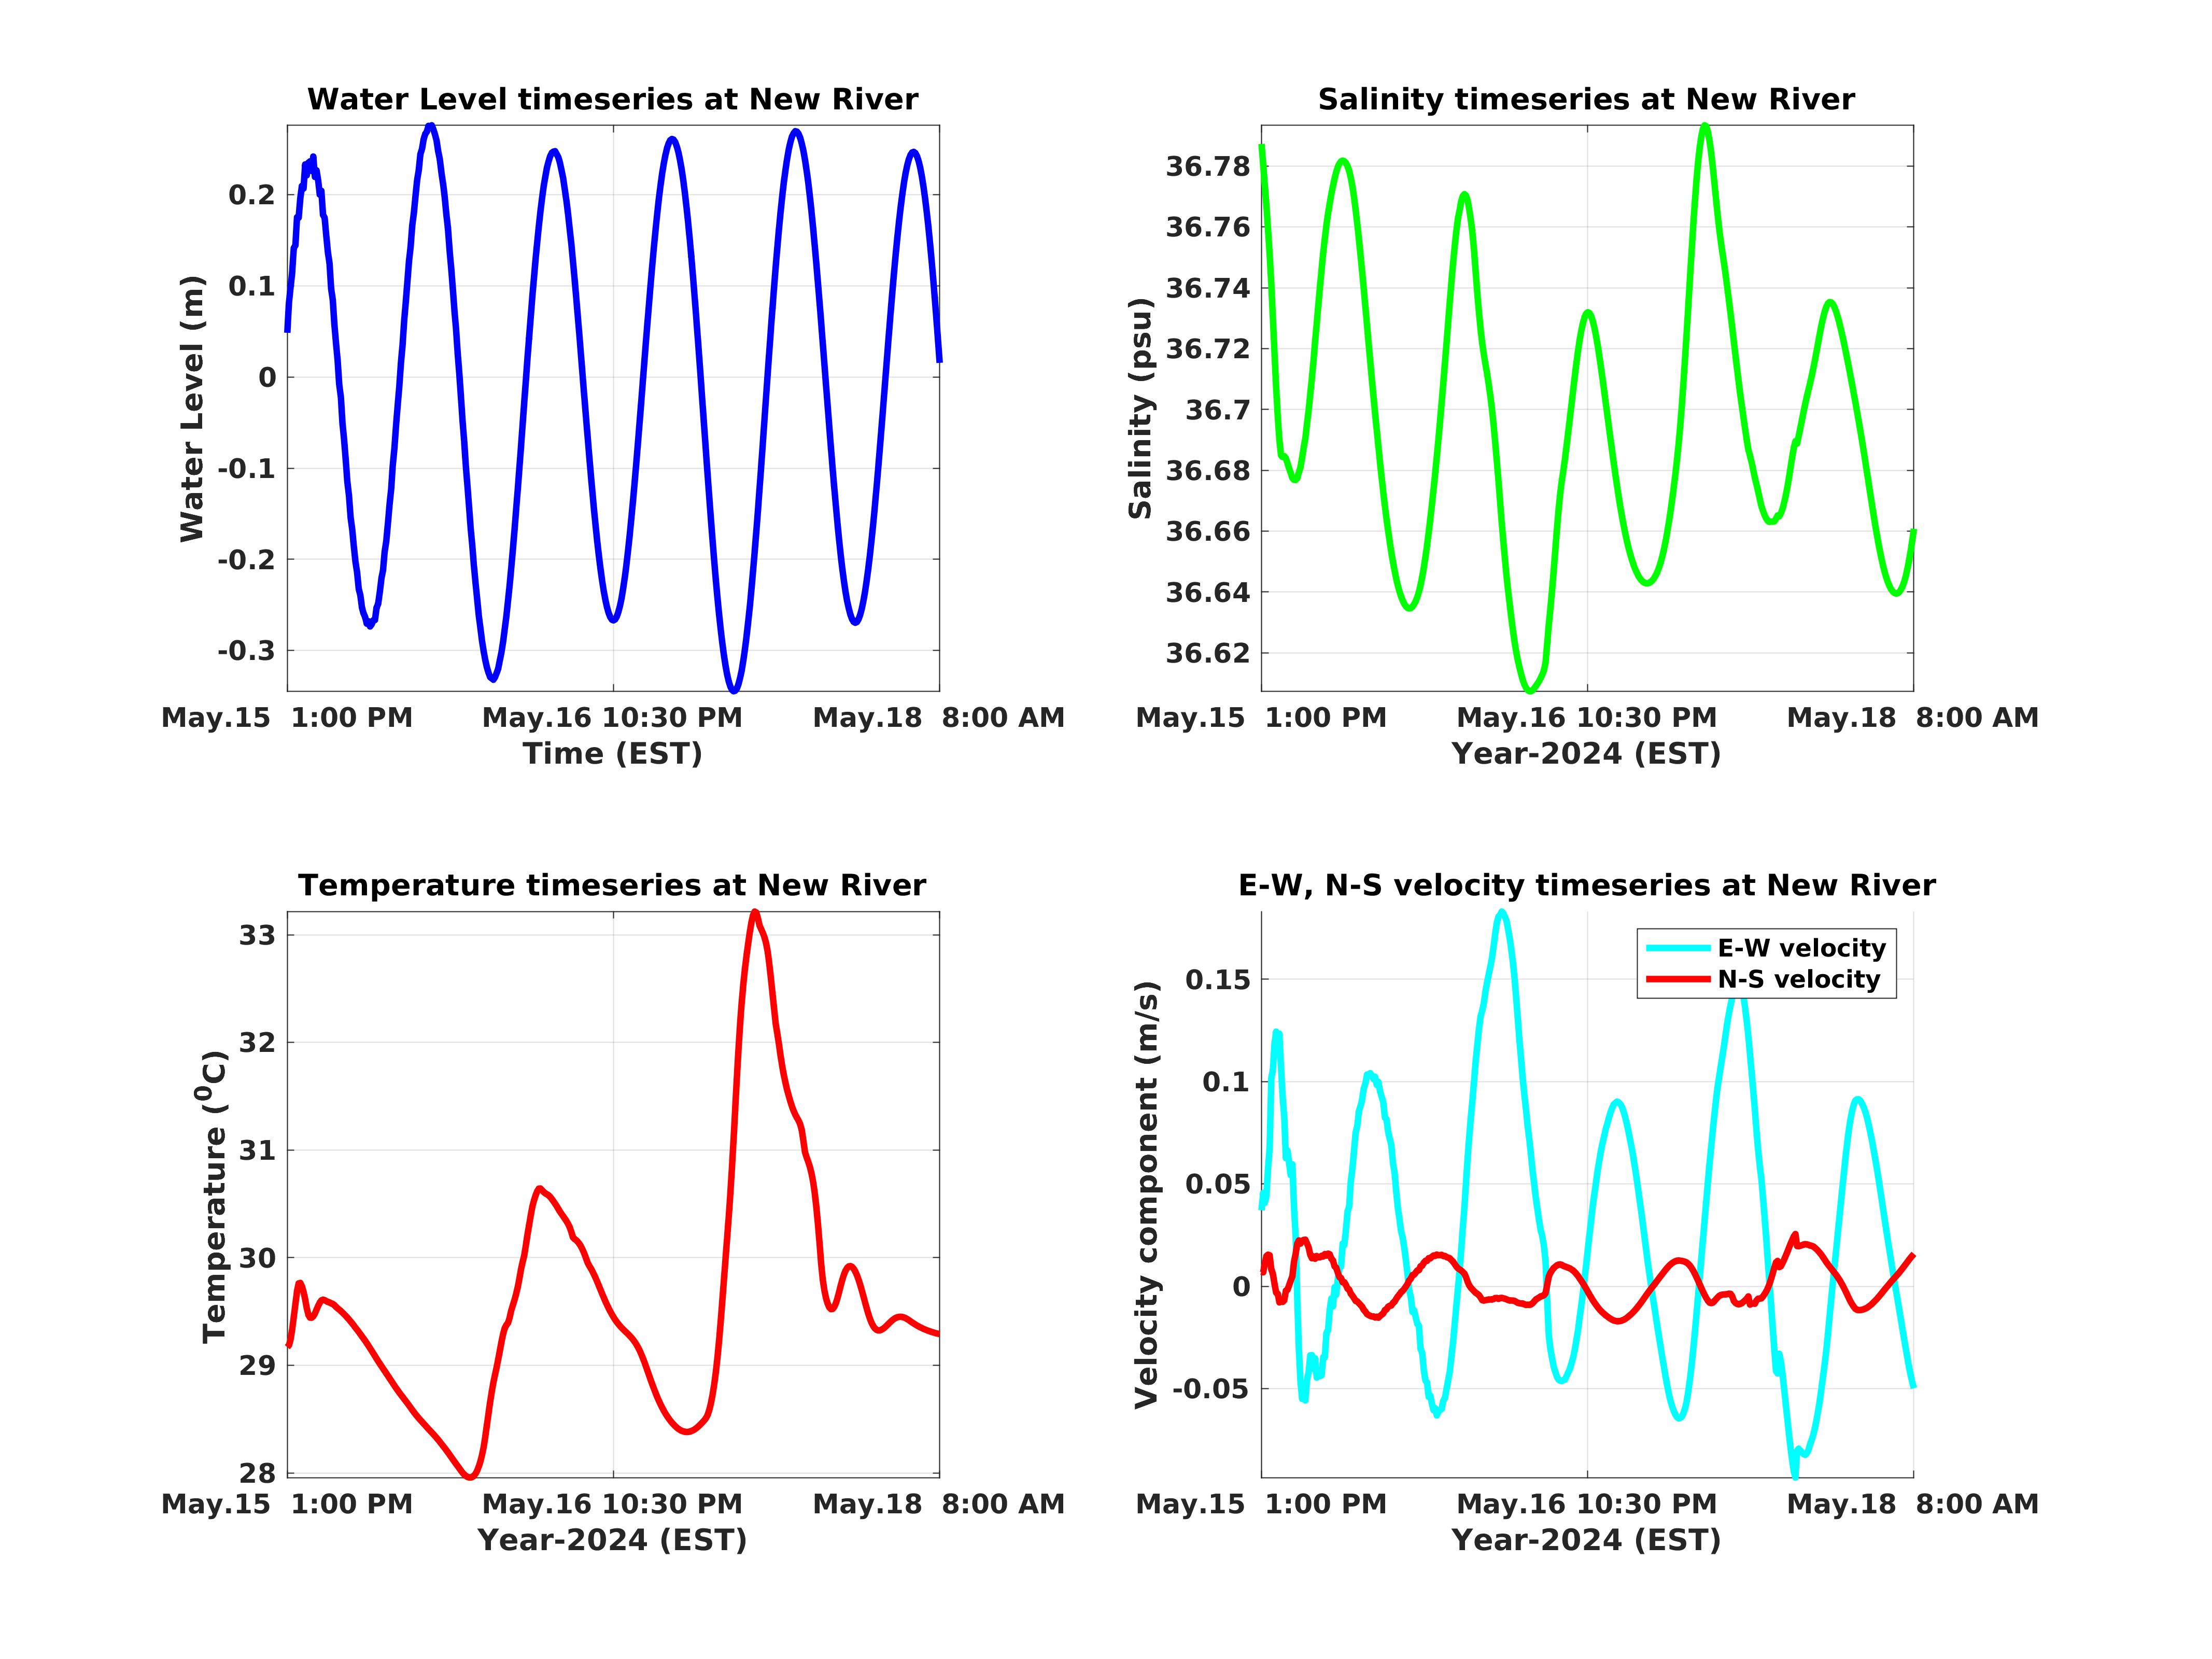 Water Level timeseries at New River
Water Level (m)
0.2
0.1
0
-0.1
-0.2
-0.3
May.15 1:00 PM
May.16 10:30 PM
May.18 8:00 AM
Time (EST)
Salinity timeseries at New River
Salinity (psu)
36.78
36.76
36.74
36.72
36.7
36.68
36.66
36.64
36.62
May.15 1:00 PM
May.16 10:30 PM
May.18 8:00 AM
Year-2024 (EST)
Temperature timeseries at New River
Temperature (⁰C)
33
32
31
30
29
28
May.15 1:00 PM
May.16 10:30 PM
May.18 8:00 AM
Year-2024 (EST)
E-W, N-S velocity timeseries at New River
Velocity component (m/s)
E-W velocity
N-S velocity
0.15
0.1
0.05
0
-0.05
May.15 1:00 PM
May.16 10:30 PM
May.18 8:00 AM
Year-2024 (EST)